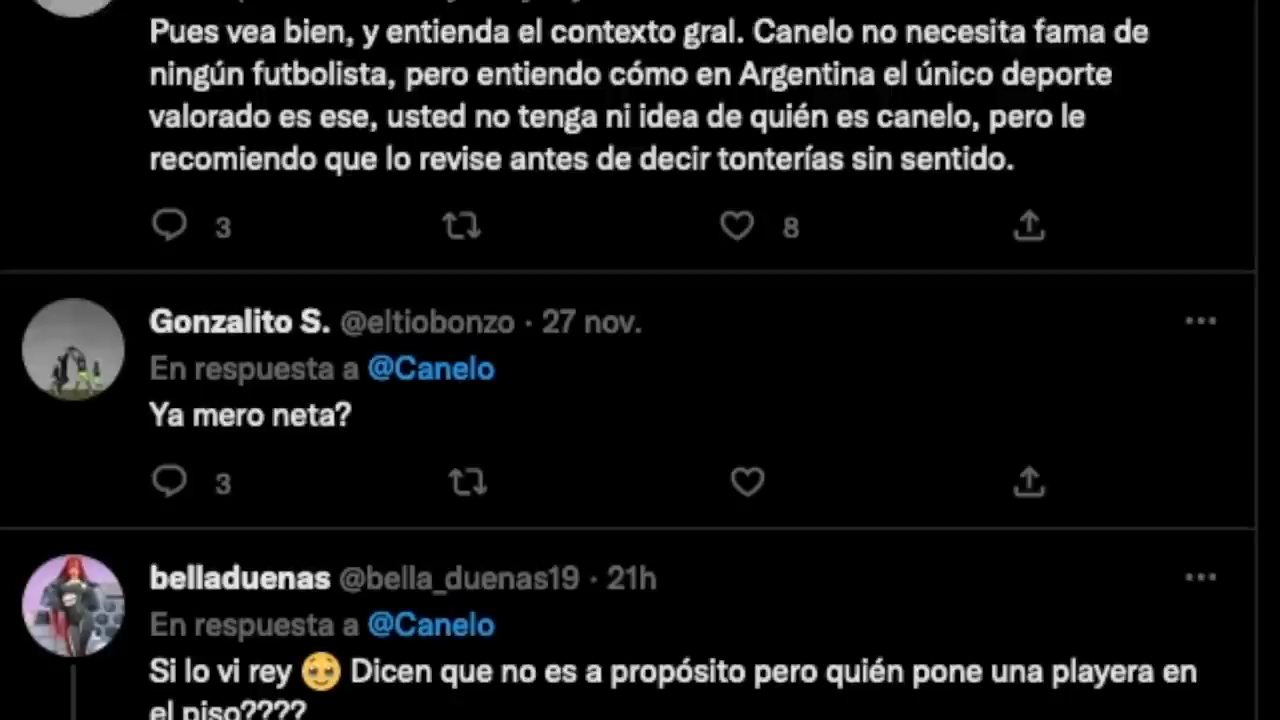 Pues vea bien, y entienda el contexto gral. Canelo no necesita fama de
ningún futbolista, pero entiendo cómo en Argentina el único deporte
valorado es ese, usted no tenga ni idea de quién es canelo, pero le
recomiendo que lo revise antes de decir tonterías sin sentido.
3 8
Gonzalito S. @eltiobonzo · 27 nov.
En respuesta a @Canelo
Ya mero neta?
3
belladuenas @bella_duenas19 · 21h
En respuesta a @Canelo
Si lo vi rey 🥹 Dicen que no es a propósito pero quién pone una playera en
el piso????